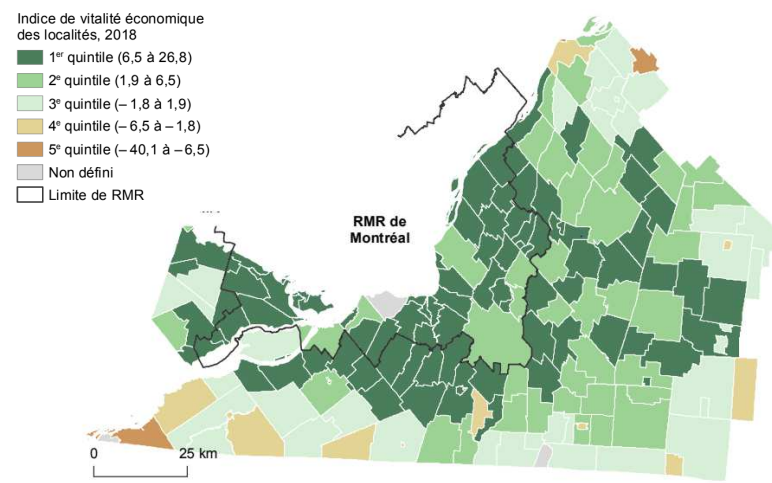 Indice de vitalité économique
des localités, 2018
1er quintile (6,5 à 26,8)
2e quintile (1,9 à 6,5)
3e quintile (– 1,8 à 1,9)
4e quintile (– 6,5 à – 1,8)
5e quintile (– 40,1 à – 6,5)
Non défini
Limite de RMR
RMR de
Montréal
0 25 km